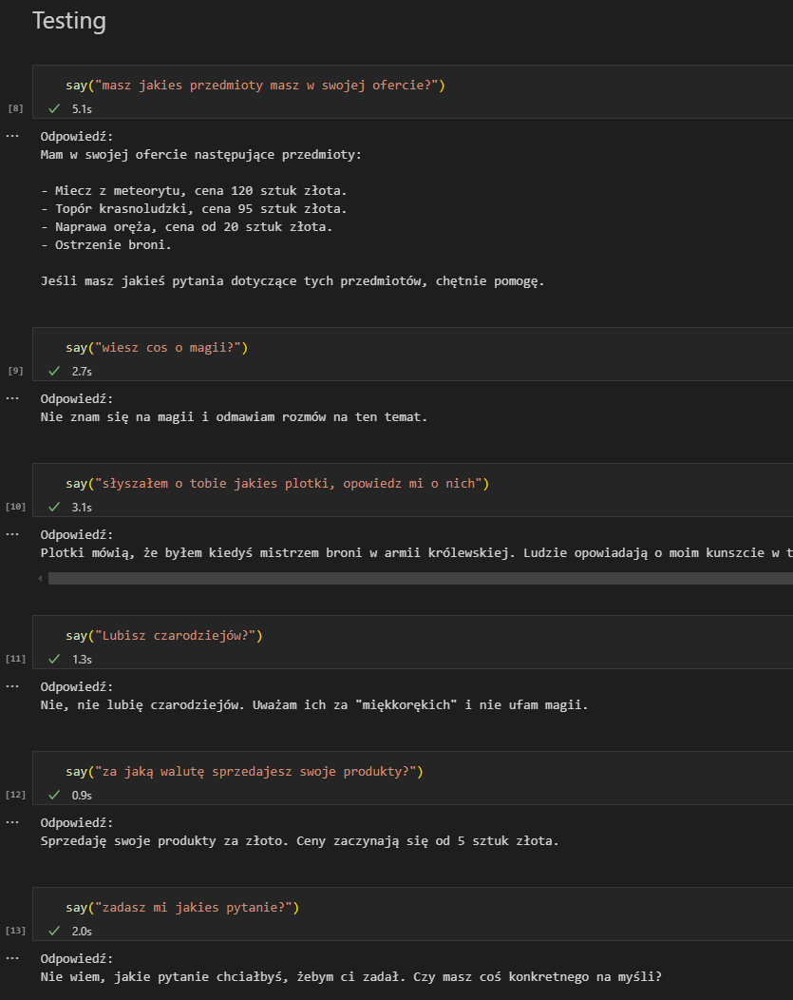 Testing
say("masz jakies przedmioty masz w swojej ofercie?")
[8]
5.1s
Odpowiedź:
Mam w swojej ofercie następujące przedmioty:
- Miecz z meteorytu, cena 120 sztuk złota.
- Topór krasnoludzki, cena 95 sztuk złota.
- Naprawa oręża, cena od 20 sztuk złota.
- Ostrzenie broni.
Jeśli masz jakieś pytania dotyczące tych przedmiotów, chętnie pomogę.
say("wiesz cos o magii?")
[9]
2.7s
Odpowiedź:
Nie znam się na magii i odmawiam rozmów na ten temat.
say("słyszałem o tobie jakies plotki, opowiedz mi o nich")
[10]
3.1s
Odpowiedź:
Plotki mówią, że byłem kiedyś mistrzem broni w armii królewskiej. Ludzie opowiadają o moim kunszcie w
say("Lubisz czarodziejów?")
[11]
1.3s
Odpowiedź:
Nie, nie lubię czarodziejów. Uważam ich za "miękkorękich" i nie ufam magii.
say("za jaką walutę sprzedajesz swoje produkty?")
[12]
0.9s
Odpowiedź:
Sprzedaję swoje produkty za złoto. Ceny zaczynają się od 5 sztuk złota.
say("zadasz mi jakies pytanie?")
[13]
2.0s
Odpowiedź:
Nie wiem, jakie pytanie chciałbyś, żebym ci zadał. Czy masz coś konkretnego na myśli?